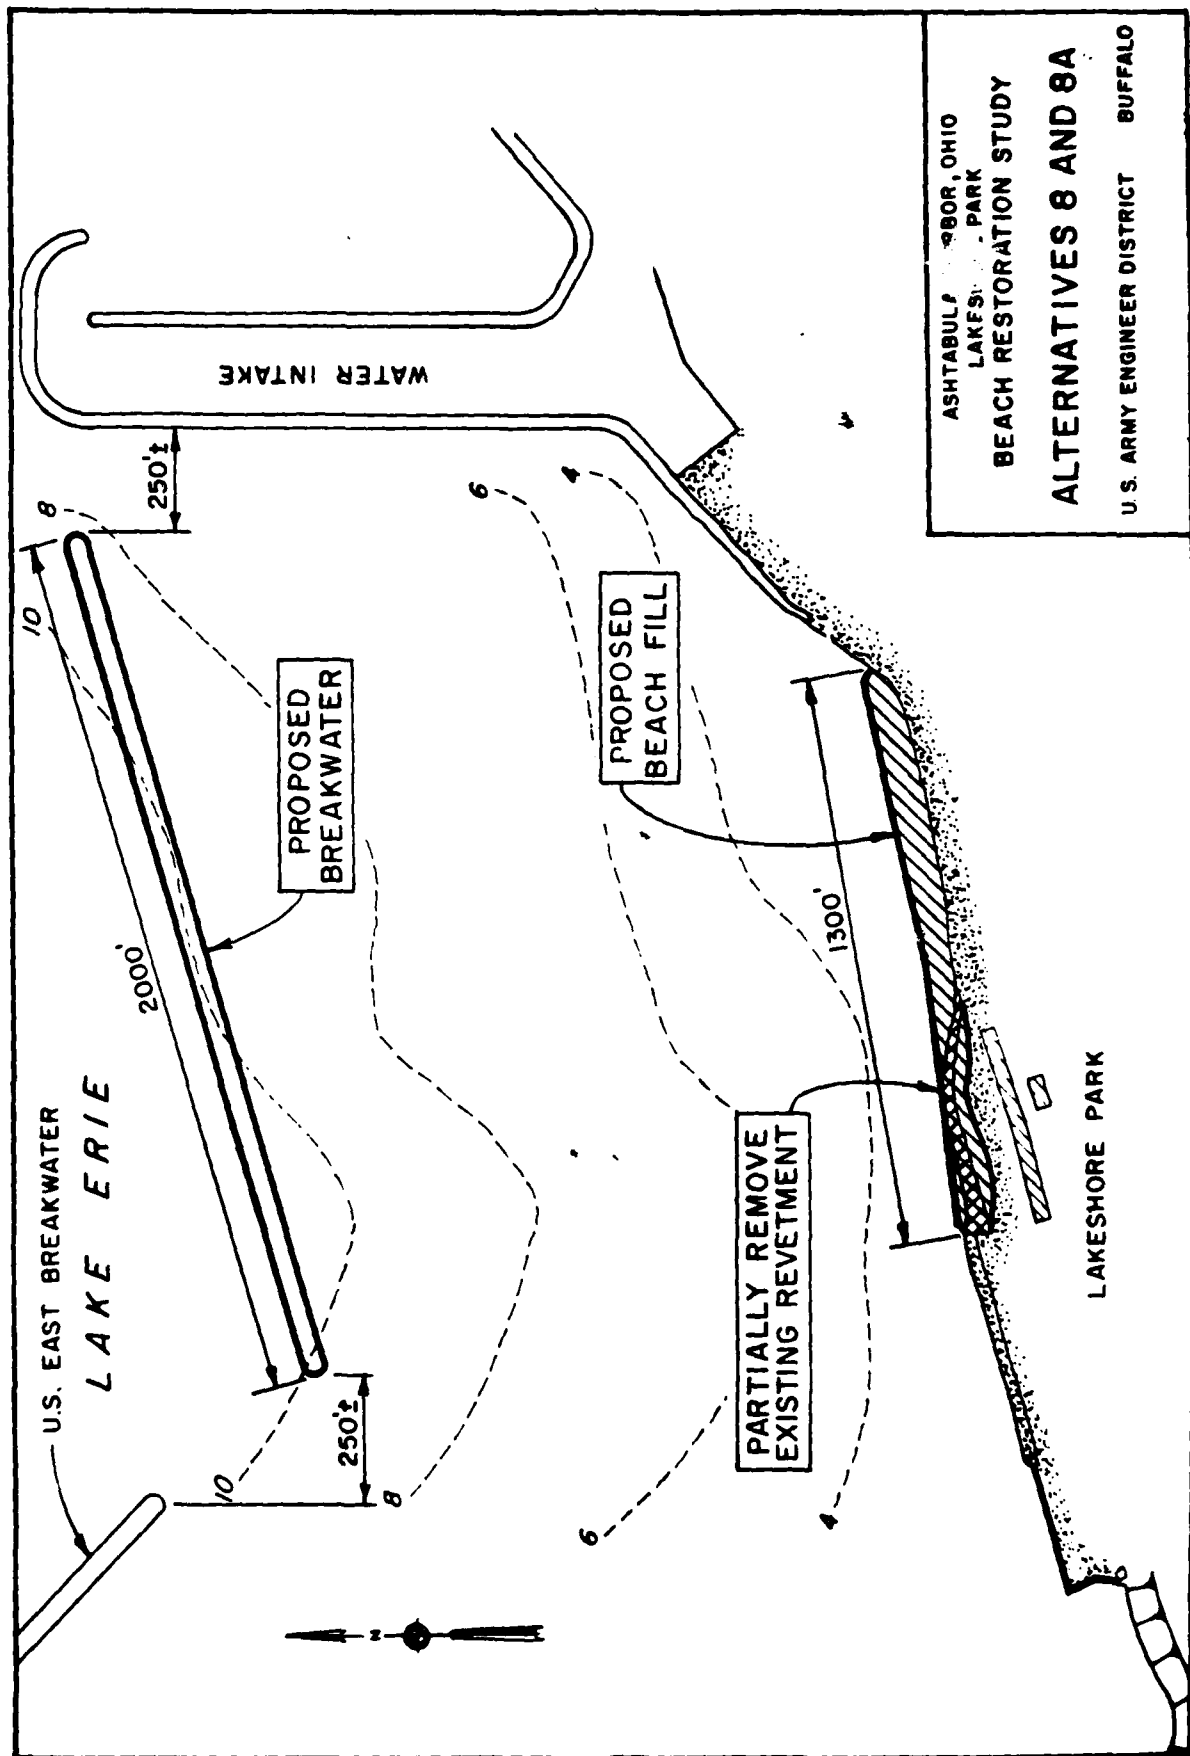 U.S. EAST BREAKWATER
LAKE ERIE
2000'
10
8
250'±
WATER INTAKE
PROPOSED
BREAKWATER
10
250'±
8
6
4
PROPOSED
BEACH FILL
1300'
PARTIALLY REMOVE
EXISTING REVETMENT
6
4
N
LAKESHORE PARK
ASHTABUL RBOR, OHIO
LAKES PARK
BEACH RESTORATION STUDY
ALTERNATIVES 8 AND 8A
U.S. ARMY ENGINEER DISTRICT BUFFALO